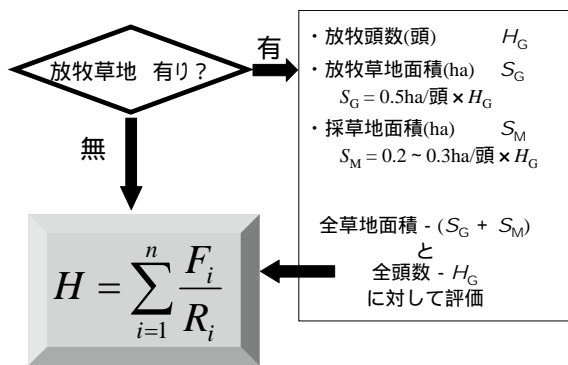 放牧草地 有り？
有
無
・放牧頭数(頭) H_G
・放牧草地面積(ha) S_G
S_G = 0.5ha/頭 × H_G
・採草地面積(ha) S_M
S_M = 0.2 ~ 0.3ha/頭 × H_G
全草地面積 - (S_G + S_M)
と
全頭数 - H_G
に対して評価
H = \sum_{i=1}^{n} \frac{F_i}{R_i}